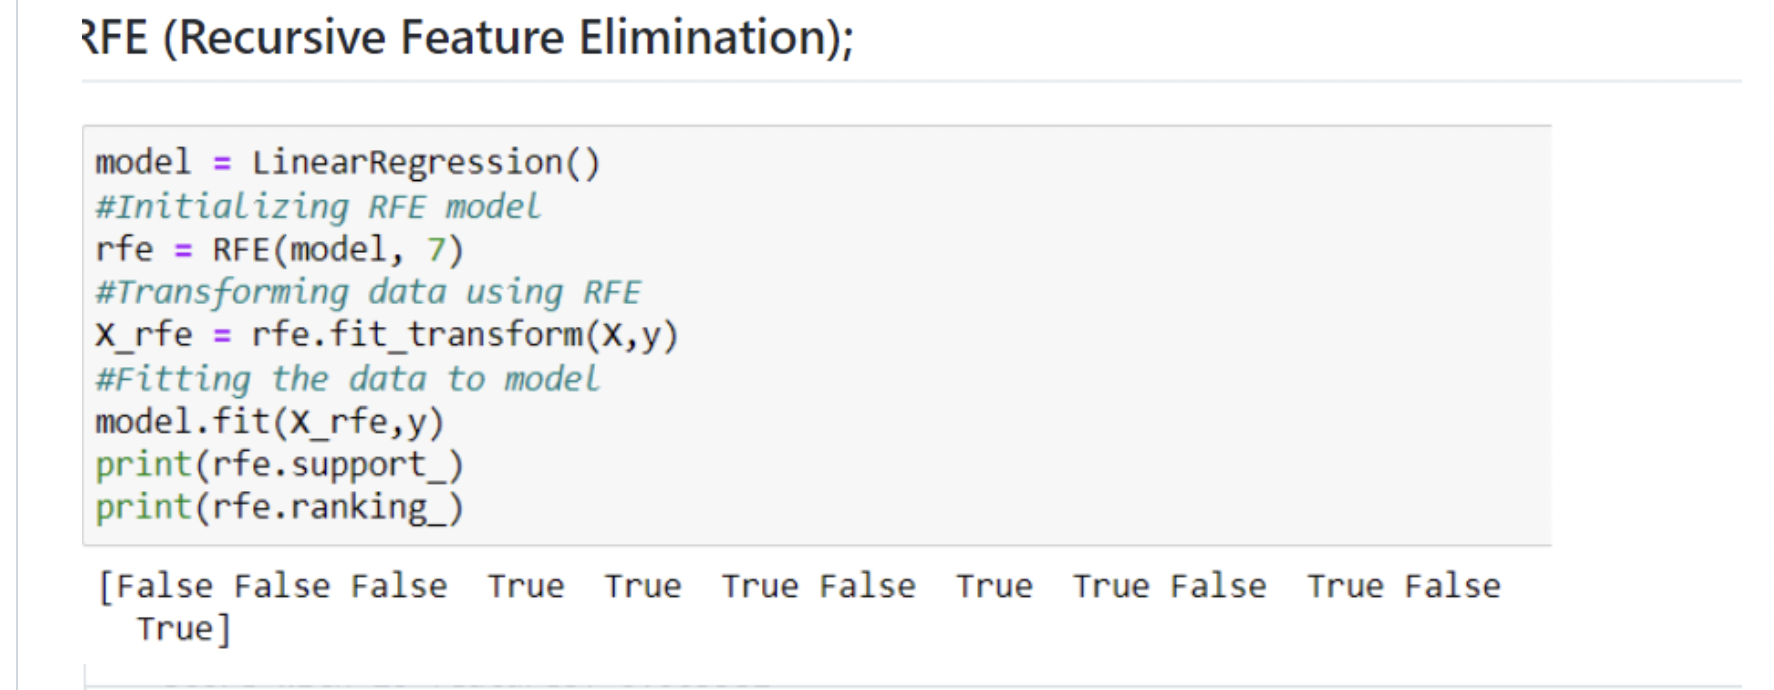 RFE (Recursive Feature Elimination);
model = LinearRegression()
#Initializing RFE model
rfe = RFE(model, 7)
#Transforming data using RFE
X_rfe = rfe.fit_transform(X,y)
#Fitting the data to model
model.fit(X_rfe,y)
print(rfe.support_)
print(rfe.ranking_)
[False False False  True  True  True False  True  True False  True False
  True]